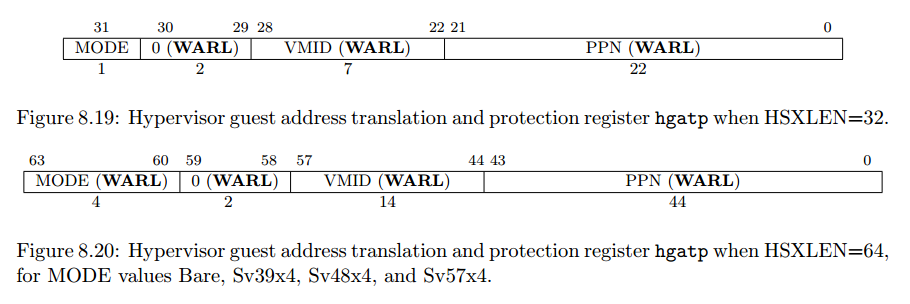 31 30 29 28 22 21 0
MODE 0 (WARL) VMID (WARL) PPN (WARL)
1 2 7 22
Figure 8.19: Hypervisor guest address translation and protection register hgatp when HSXLEN=32.
63 60 59 58 57 44 43 0
MODE (WARL) 0 (WARL) VMID (WARL) PPN (WARL)
4 2 14 44
Figure 8.20: Hypervisor guest address translation and protection register hgatp when HSXLEN=64,
for MODE values Bare, Sv39x4, Sv48x4, and Sv57x4.